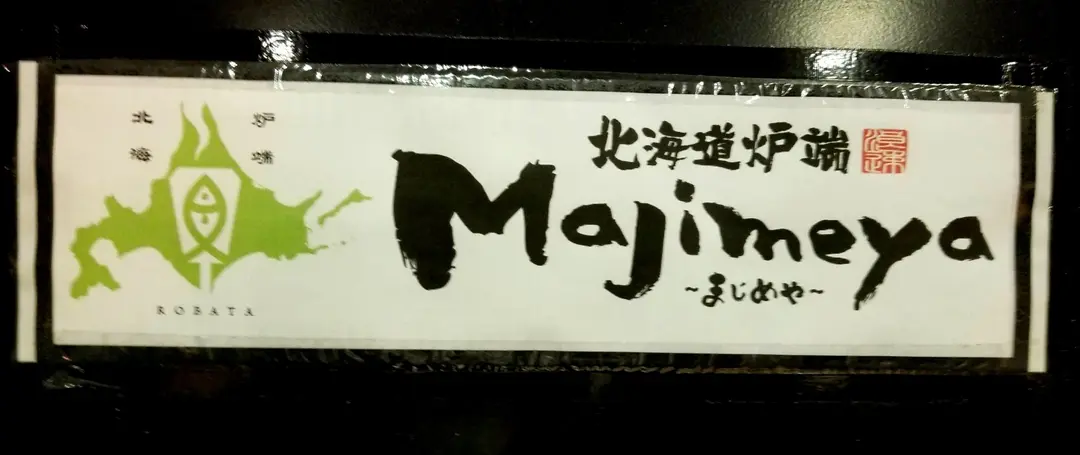 北 炉
海 端
ROBATA
北海道炉端
Majimeya
~まじめや~